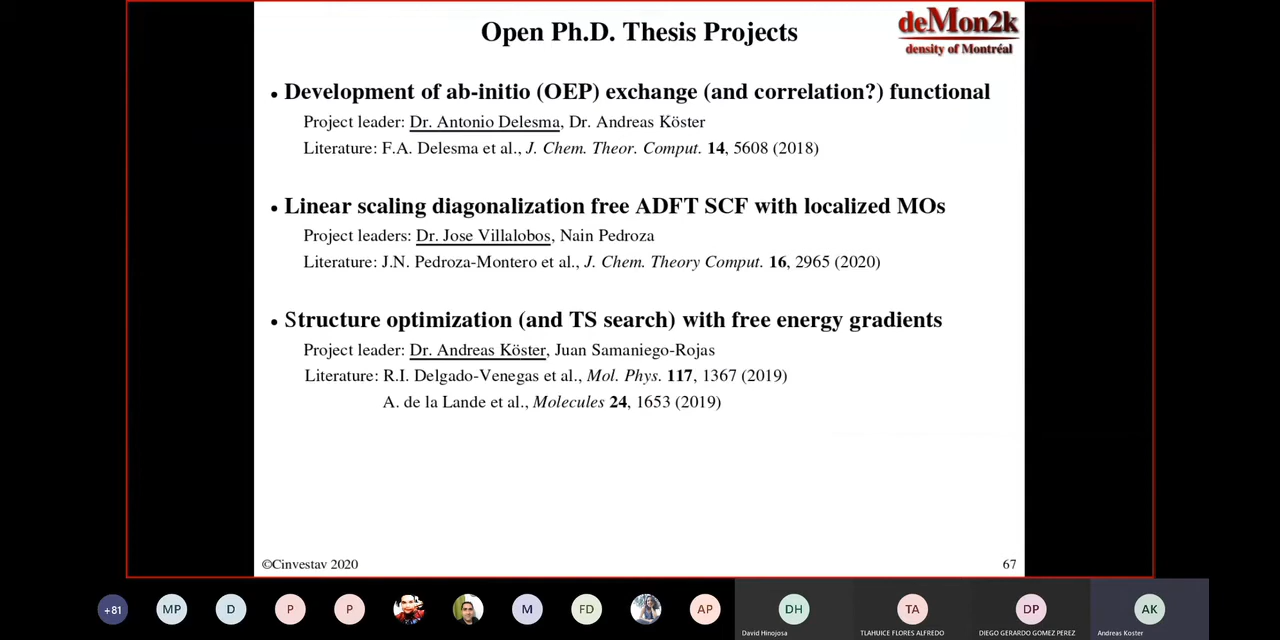 Open Ph.D. Thesis Projects
deMon2k
density of Montréal
• Development of ab-initio (OEP) exchange (and correlation?) functional
Project leader: Dr. Antonio Delesma, Dr. Andreas Köster
Literature: F.A. Delesma et al., J. Chem. Theor. Comput. 14, 5608 (2018)
• Linear scaling diagonalization free ADFT SCF with localized MOs
Project leaders: Dr. Jose Villalobos, Nain Pedroza
Literature: J.N. Pedroza-Montero et al., J. Chem. Theory Comput. 16, 2965 (2020)
• Structure optimization (and TS search) with free energy gradients
Project leader: Dr. Andreas Köster, Juan Samaniego-Rojas
Literature: R.I. Delgado-Venegas et al., Mol. Phys. 117, 1367 (2019)
A. de la Lande et al., Molecules 24, 1653 (2019)
©Cinvestav 2020
67
+81 MP D P P M FD AP DH TA DP AK
David Hinojosa TLAHUICE FLORES ALFREDO DIEGO GERARDO GOMEZ PEREZ Andreas Koster